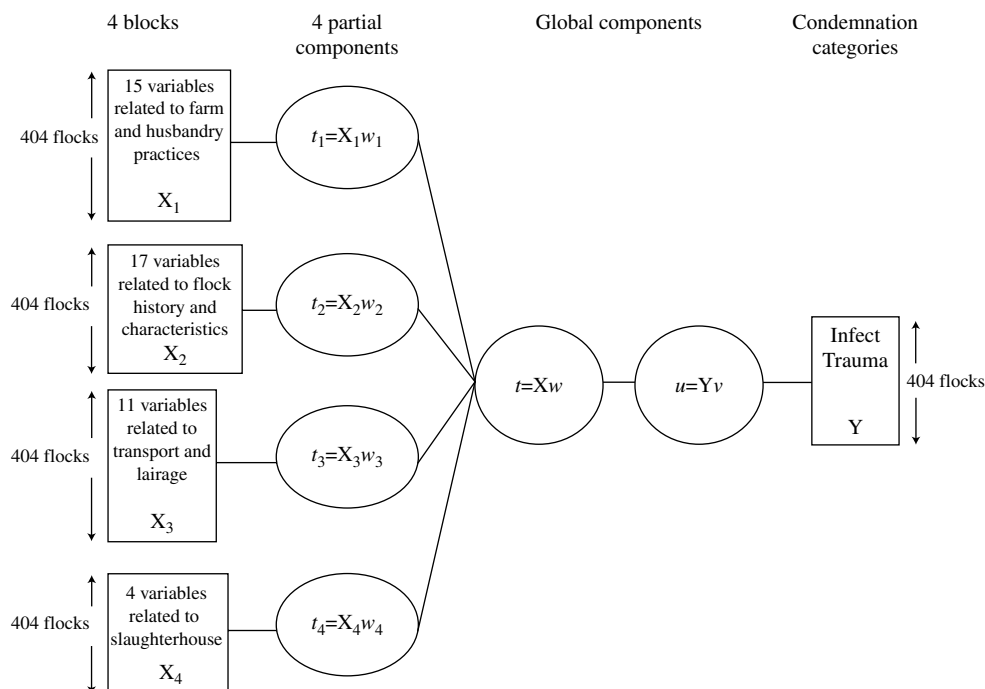 4 blocks
4 partial
components
Global components
Condemnation
categories
404 flocks
15 variables
related to farm
and husbandry
practices
X1
t1=X1w1
404 flocks
17 variables
related to flock
history and
characteristics
X2
t2=X2w2
404 flocks
11 variables
related to
transport and
lairage
X3
t3=X3w3
404 flocks
4 variables
related to
slaughterhouse
X4
t4=X4w4
t=Xw
u=Yv
Infect
Trauma
Y
404 flocks